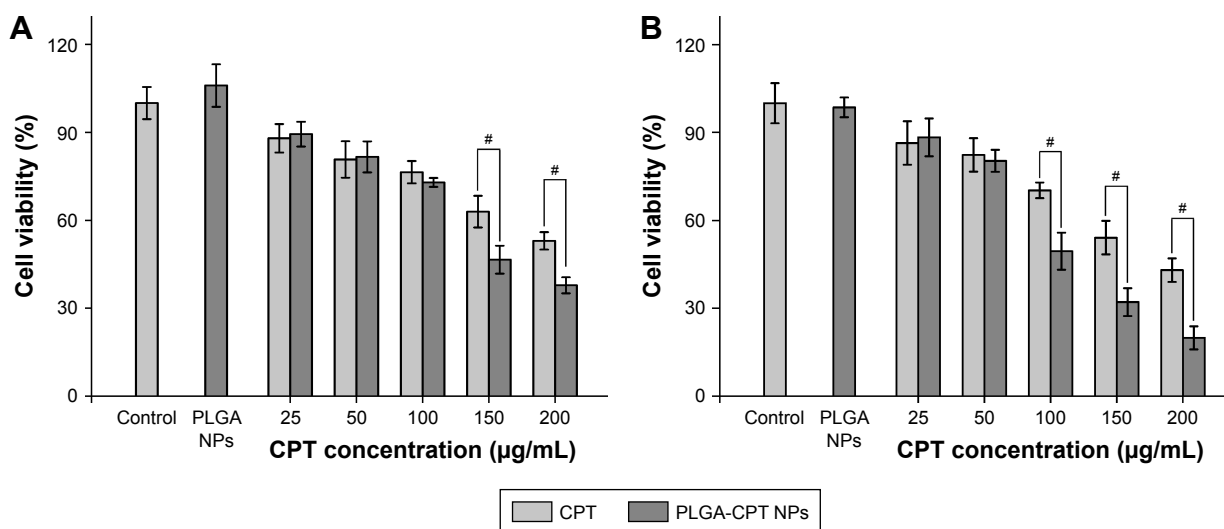 A
Cell viability (%)
120
90
60
30
0
#
#
Control
PLGA
NPs
25
50
100
150
200
CPT concentration (µg/mL)
B
Cell viability (%)
120
90
60
30
0
#
#
#
Control
PLGA
NPs
25
50
100
150
200
CPT concentration (µg/mL)
CPT
PLGA-CPT NPs